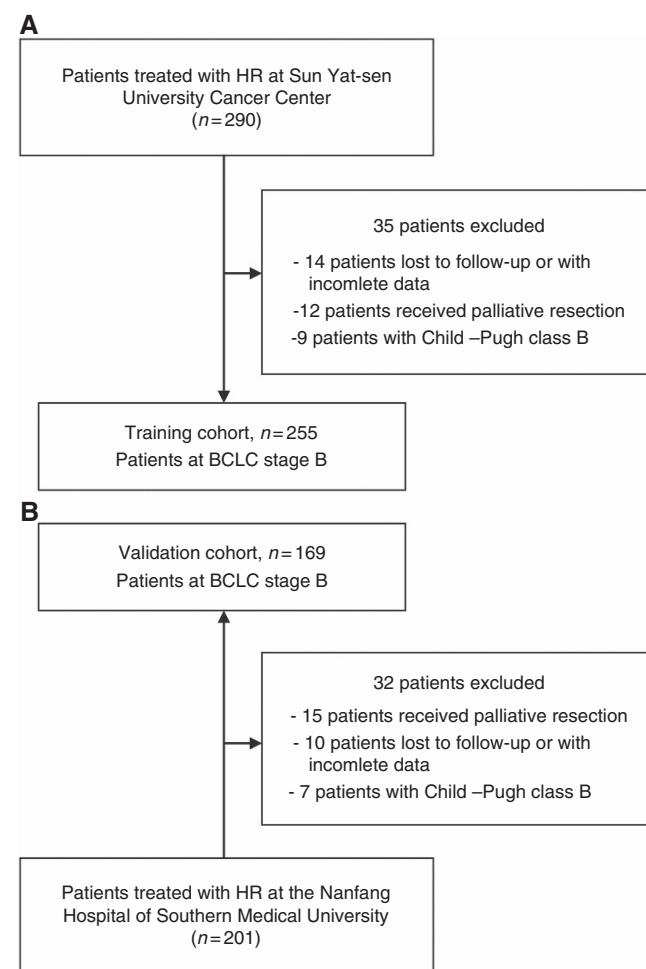 A
Patients treated with HR at Sun Yat-sen
University Cancer Center
(n=290)
35 patients excluded
- 14 patients lost to follow-up or with
incomlete data
-12 patients received palliative resection
-9 patients with Child –Pugh class B
Training cohort, n=255
Patients at BCLC stage B
B
Validation cohort, n=169
Patients at BCLC stage B
32 patients excluded
- 15 patients received palliative resection
- 10 patients lost to follow-up or with
incomlete data
- 7 patients with Child –Pugh class B
Patients treated with HR at the Nanfang
Hospital of Southern Medical University
(n=201)